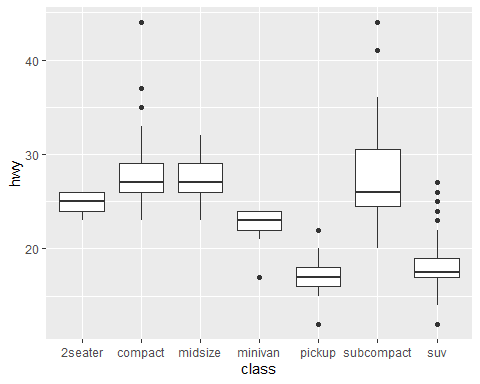 hwy
40
30
20
2seater compact midsize minivan pickup subcompact suv
class